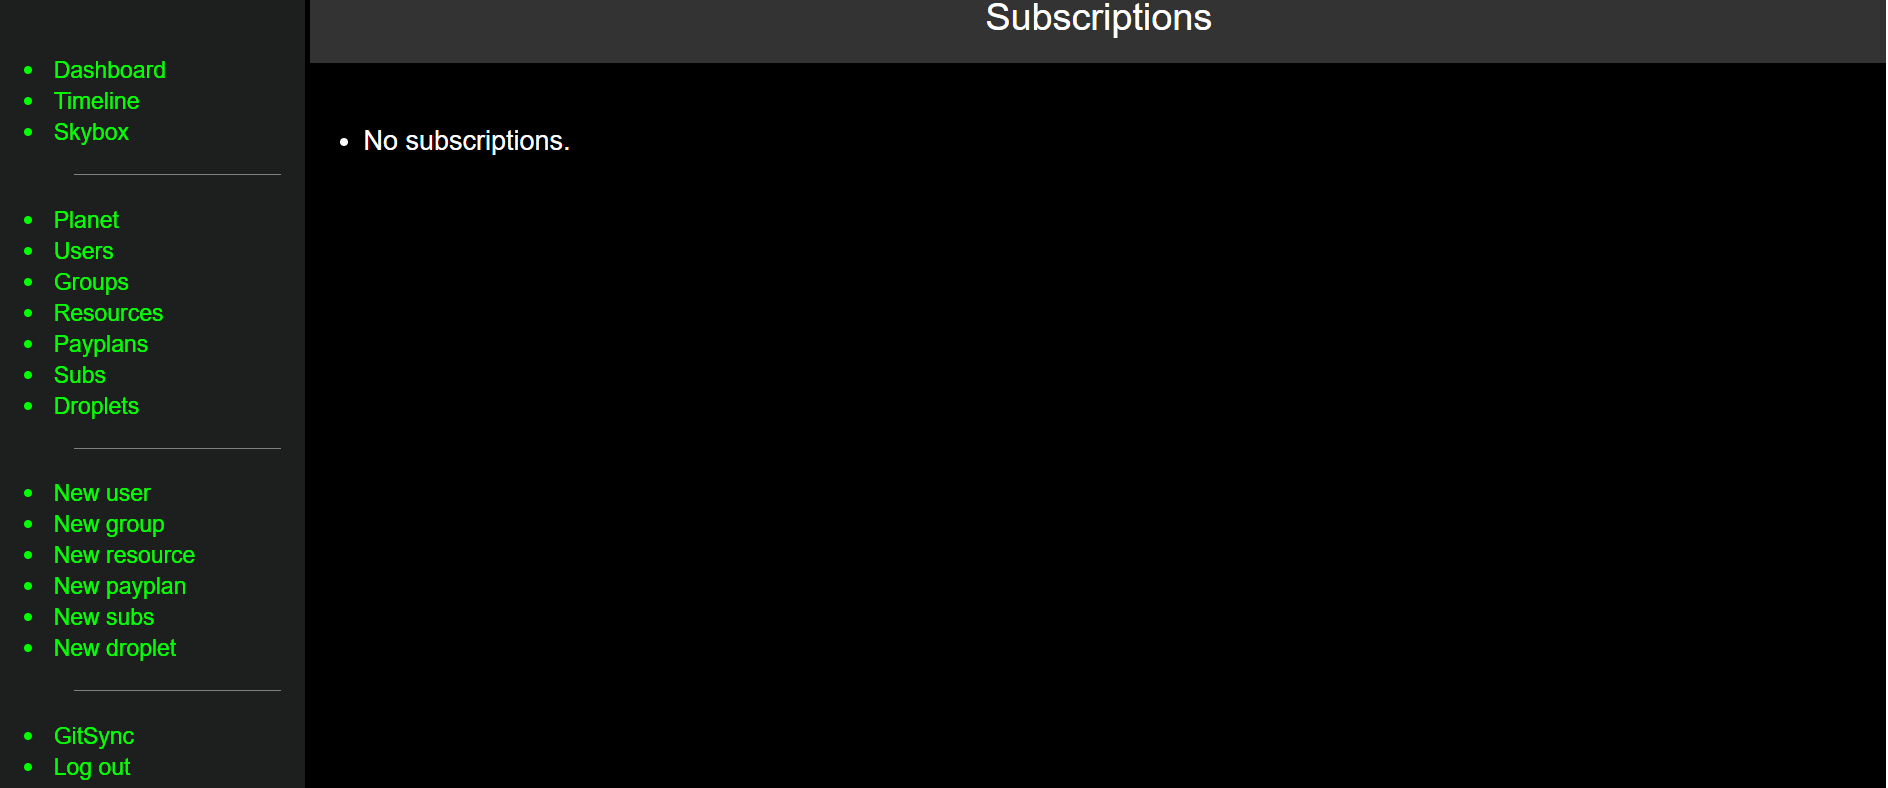 Subscriptions
Dashboard
Timeline
Skybox
Planet
Users
Groups
Resources
Payplans
Subs
Droplets
New user
New group
New resource
New payplan
New subs
New droplet
GitSync
Log out
No subscriptions.